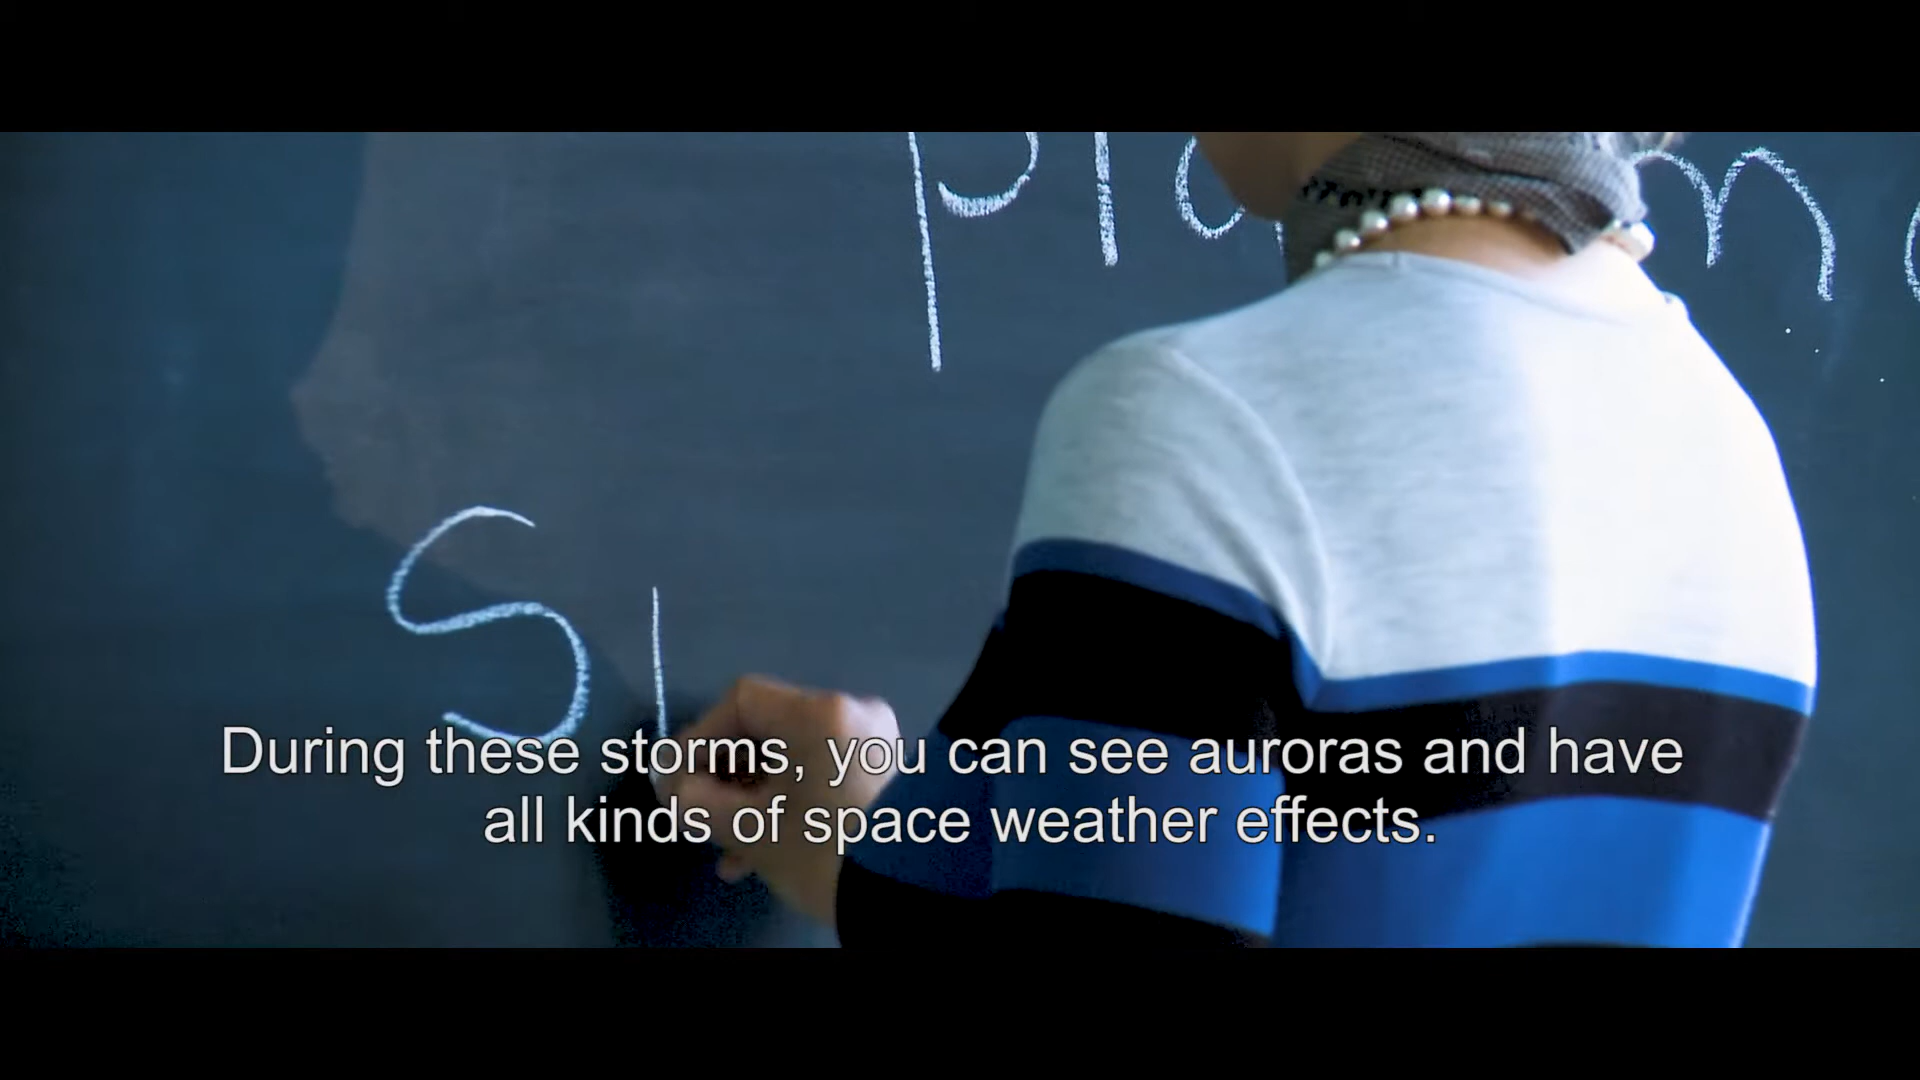 During these storms, you can see auroras and have
all kinds of space weather effects.